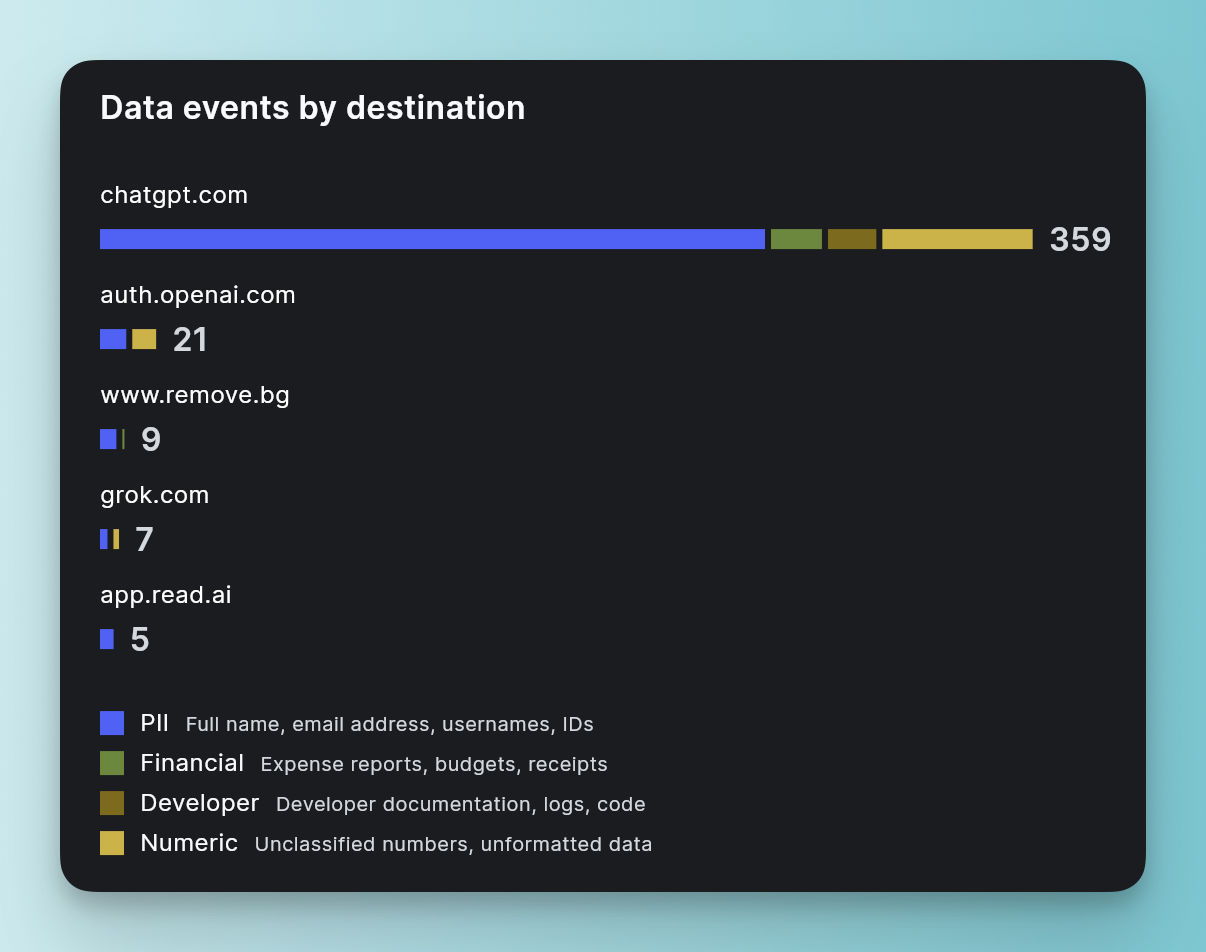 Data events by destination
chatgpt.com
359
auth.openai.com
21
www.remove.bg
9
grok.com
7
app.read.ai
5
PII Full name, email address, usernames, IDs
Financial Expense reports, budgets, receipts
Developer Developer documentation, logs, code
Numeric Unclassified numbers, unformatted data